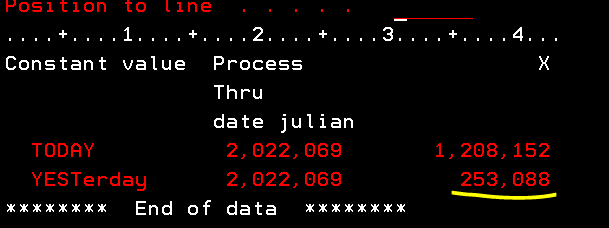 Position to line . . . . .
....+....1....+....2....+....3....+....4...
Constant value Process X
Thru
date julian
TODAY 2,022,069 1,208,152
YESTerday 2,022,069 253,088
******** End of data ********